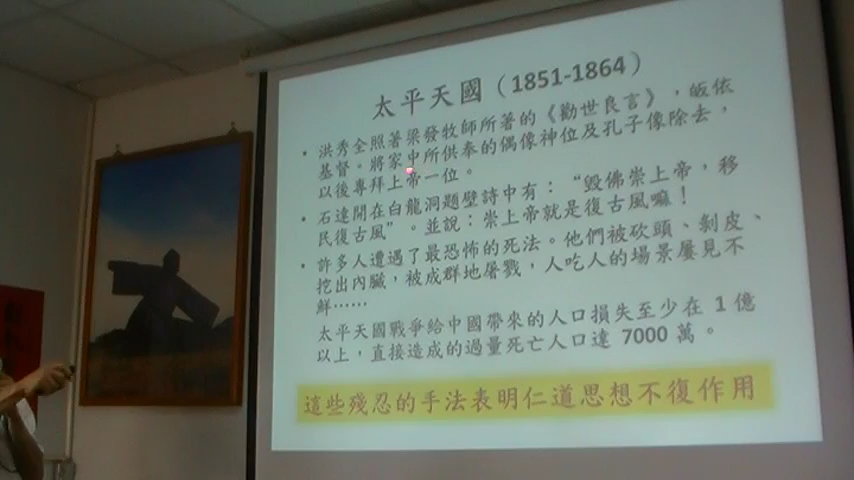 太平天國（1851-1864）
• 洪秀全照著梁發牧師所著的《勸世良言》，皈依
基督。將家中所供奉的偶像神位及孔子像除去，
以後專拜上帝一位。
• 石達開在白龍洞題壁詩中有：“毀佛崇上帝，移
民復古風”。並說：崇上帝就是復古風嘛！
• 許多人遭遇了最恐怖的死法。他們被砍頭、剝皮、
挖出內臟，被成群地屠戮，人吃人的場景屢見不
鮮……
太平天國戰爭給中國帶來的人口損失至少在 1 億
以上，直接造成的過量死亡人口達 7000 萬。
這些殘忍的手法表明仁道思想不復作用